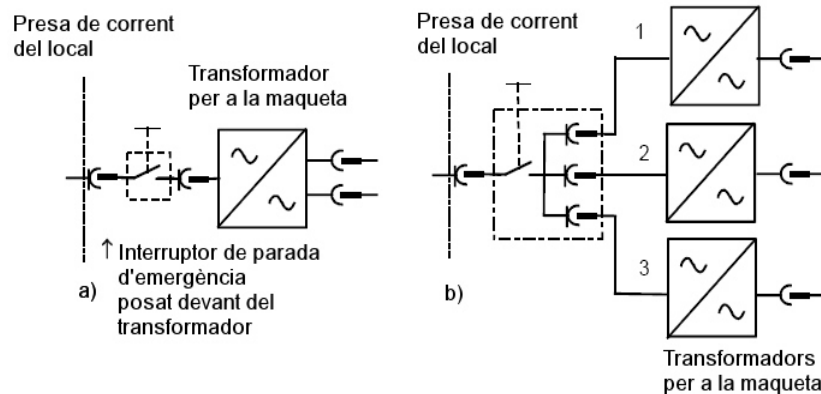 Presa de corrent
del local
Transformador
per a la maqueta
↑ Interruptor de parada
d'emergència
posat devant del
transformador
a)
Presa de corrent
del local
1
2
3
b)
Transformadors
per a la maqueta